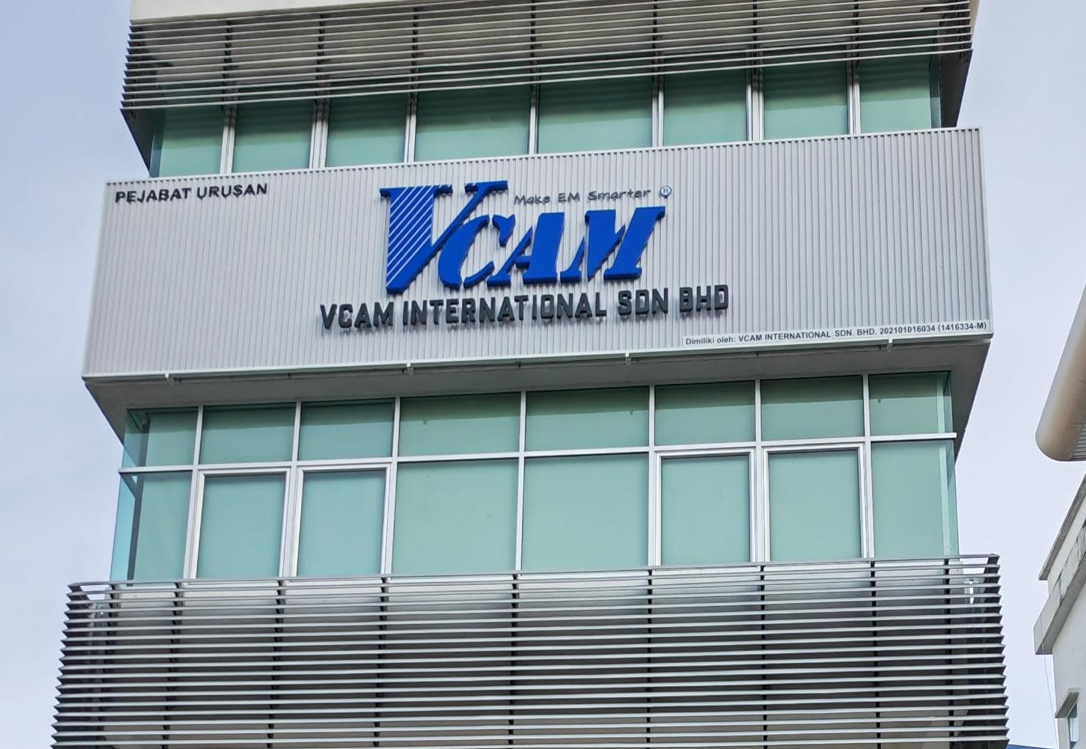 PEJABAT URUSAN
Make EM Smarter ®
VCAM
VCAM INTERNATIONAL SDN BHD
Dimiliki oleh: VCAM INTERNATIONAL SDN. BHD. 202101016034 (1416334-M)